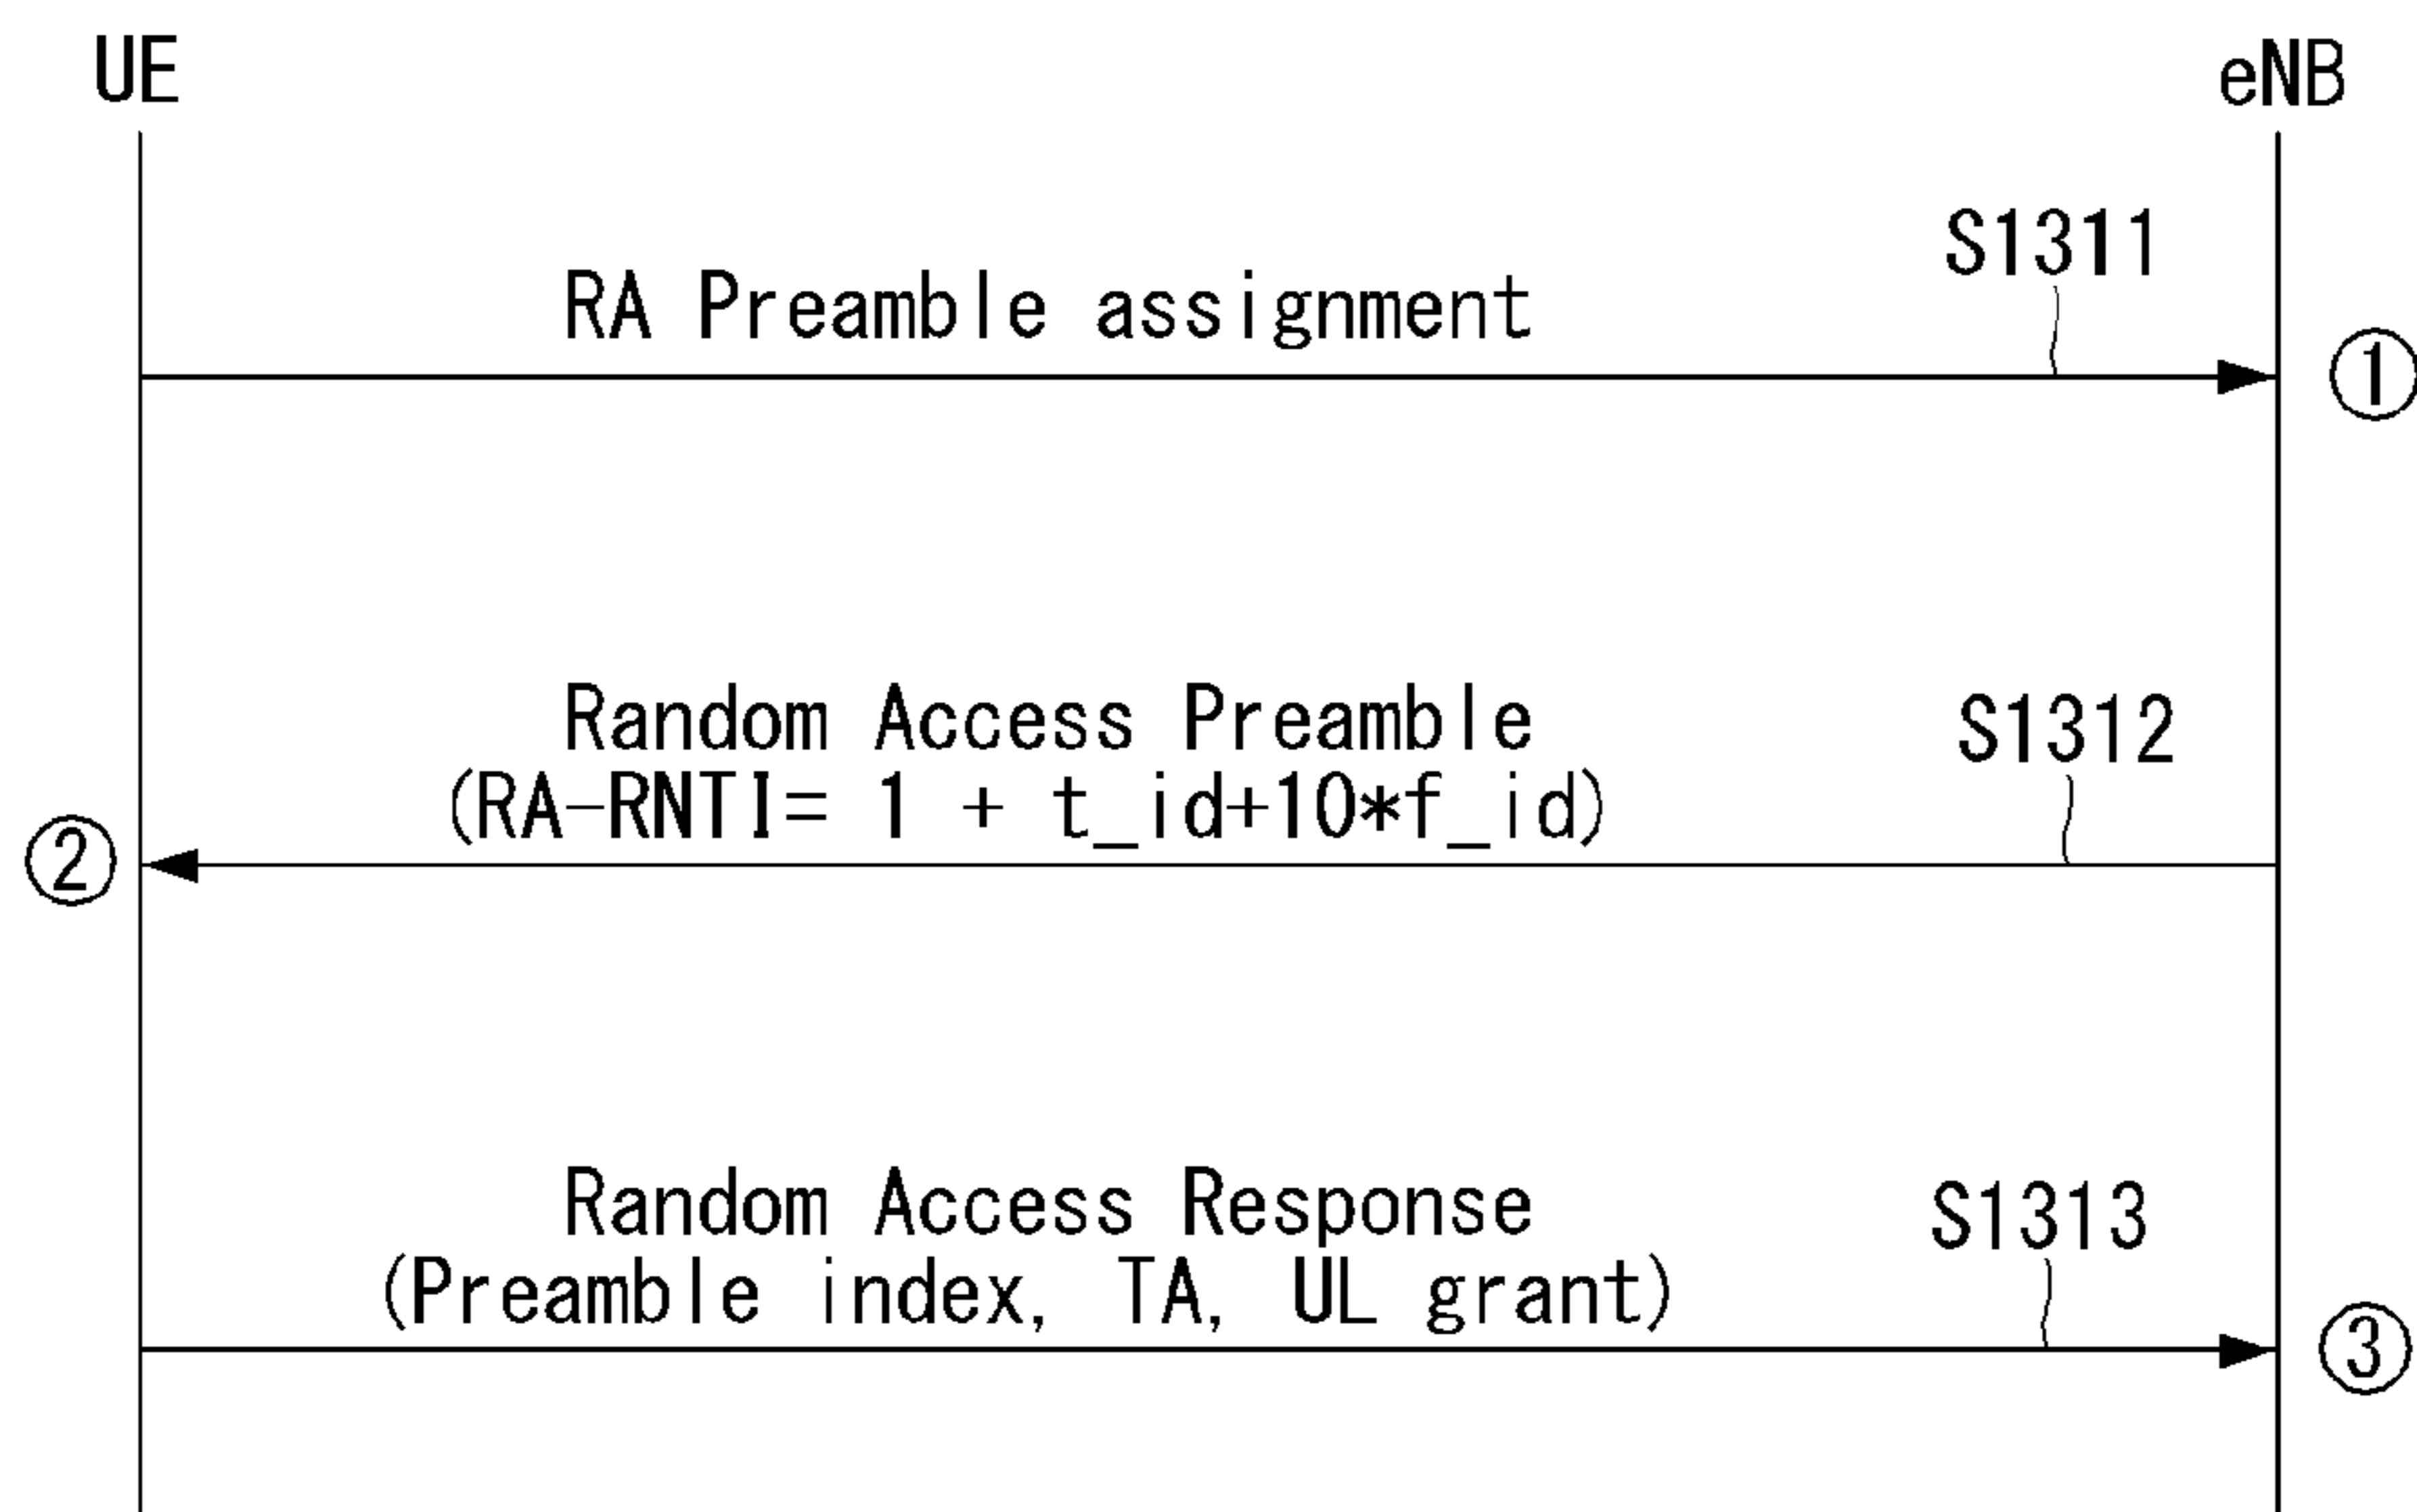 UE
eNB
S1311
RA Preamble assignment
①
Random Access Preamble
S1312
(RA-RNTI= 1 + t_id+10*f_id)
②
Random Access Response
S1313
(Preamble index, TA, UL grant)
③